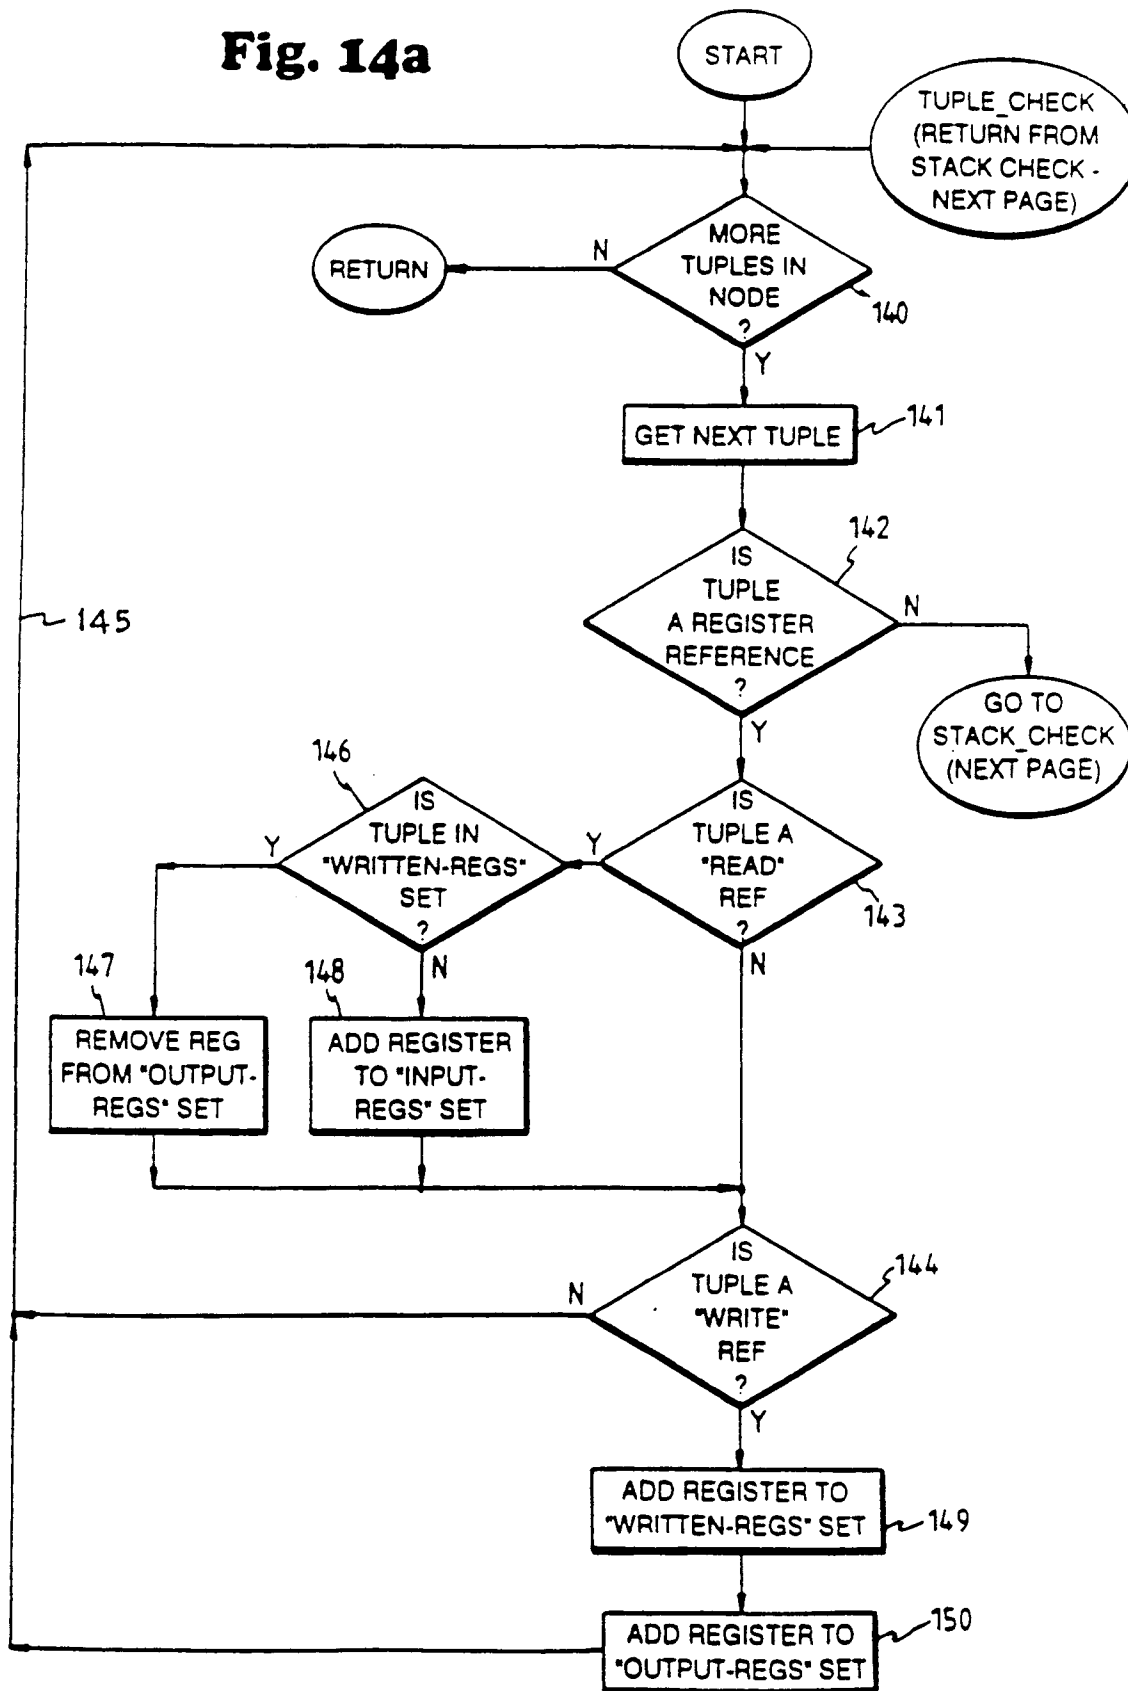 Fig. 14a
START
TUPLE_CHECK
(RETURN FROM
STACK CHECK -
NEXT PAGE)
MORE
TUPLES IN
NODE
?
140
N
RETURN
Y
GET NEXT TUPLE
141
IS
TUPLE
A REGISTER
REFERENCE
?
142
N
GO TO
STACK_CHECK
(NEXT PAGE)
Y
145
IS
TUPLE A
"READ"
REF
?
143
Y
N
146
IS
TUPLE IN
"WRITTEN-REGS"
SET
?
Y
N
147
REMOVE REG
FROM "OUTPUT-
REGS" SET
148
ADD REGISTER
TO "INPUT-
REGS" SET
IS
TUPLE A
"WRITE"
REF
?
144
N
Y
ADD REGISTER TO
"WRITTEN-REGS" SET
149
ADD REGISTER TO
"OUTPUT-REGS" SET
150